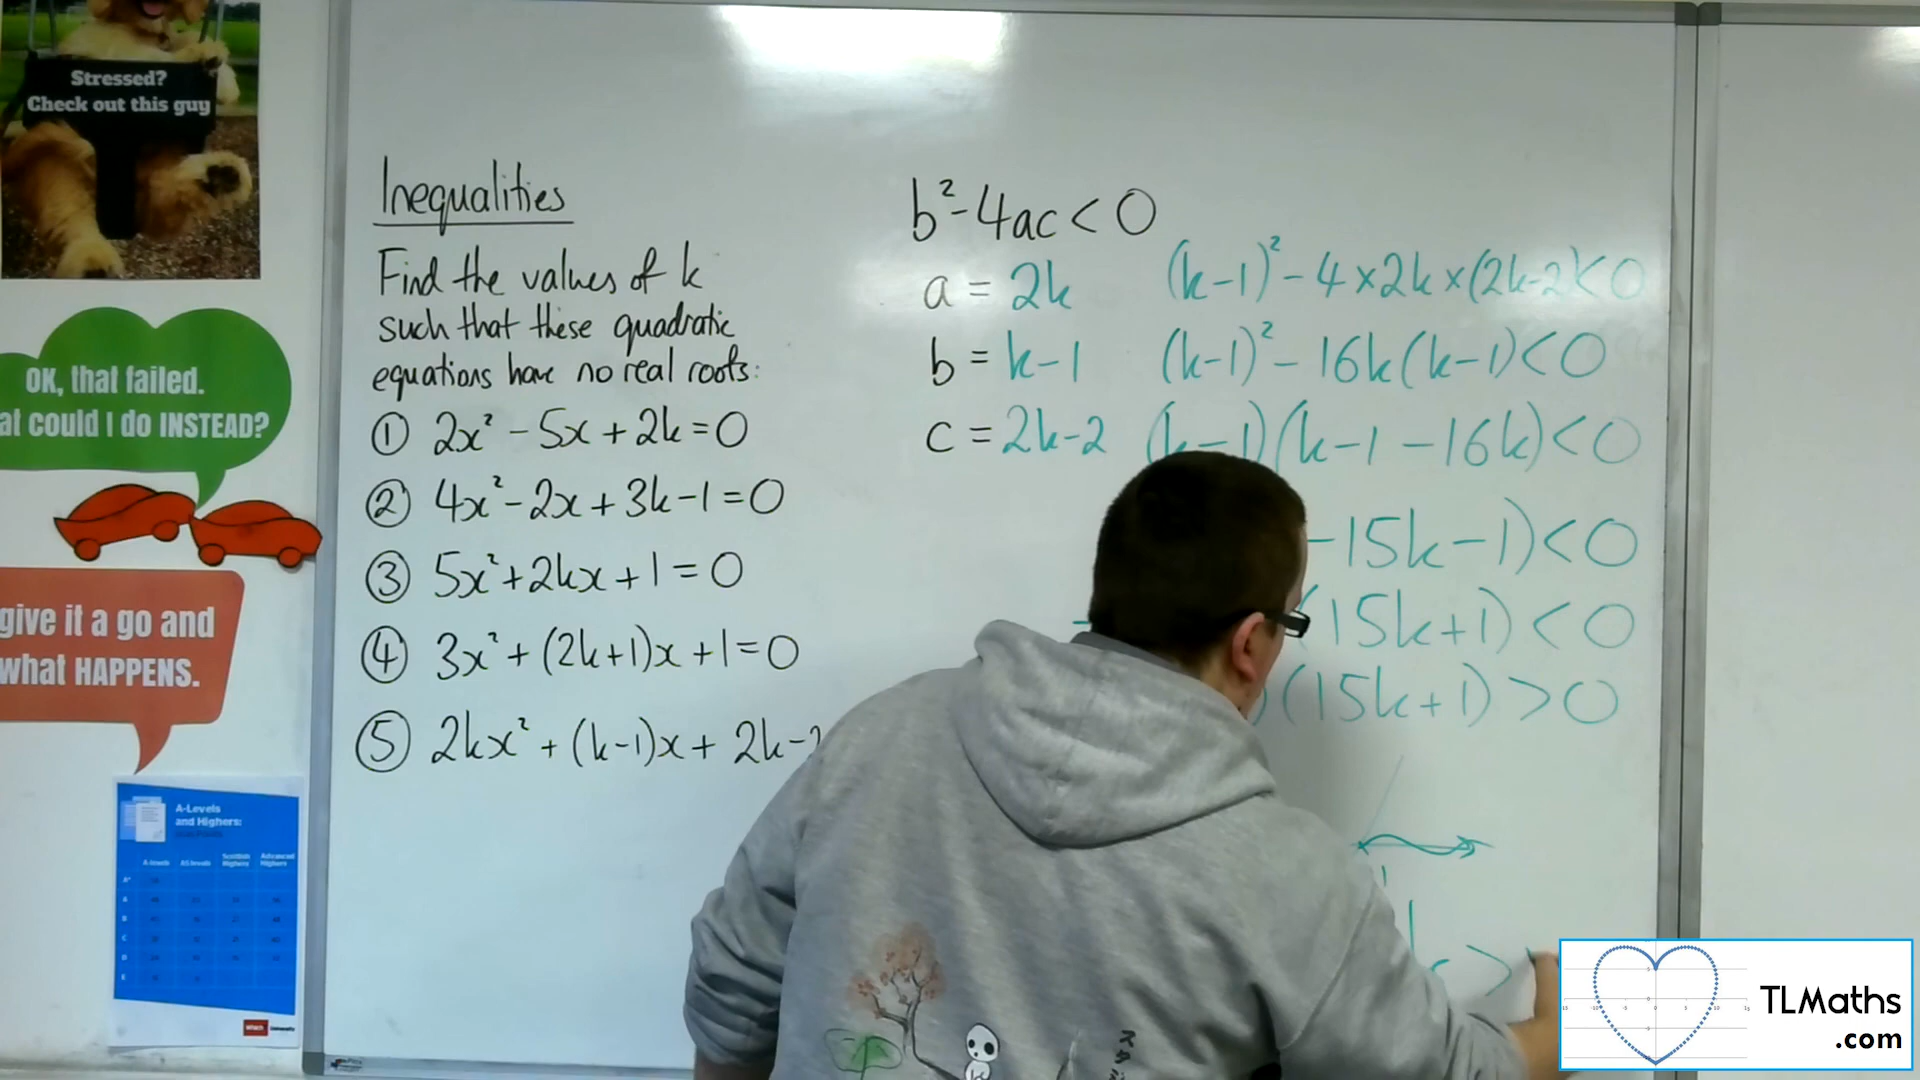 Stressed?
Check out this guy
OK, that failed.
at could I do INSTEAD?
give it a go and
what HAPPENS.
A-Levels
and Highers:
Inequalities
Find the values of k
such that these quadratic
equations have no real roots:
① 2x² - 5x + 2k = 0
② 4x² - 2x + 3k - 1 = 0
③ 5x² + 2kx + 1 = 0
④ 3x² + (2k+1)x + 1 = 0
⑤ 2kx² + (k-1)x + 2k-2
b² - 4ac < 0
a = 2k
b = k-1
c = 2k-2
(k-1)² - 4×2k×(2k-2)<0
(k-1)² - 16k(k-1)<0
(k-1)(k-1-16k)<0
-15k-1)<0
(15k+1)<0
)(15k+1)>0
>
TLMaths
.com